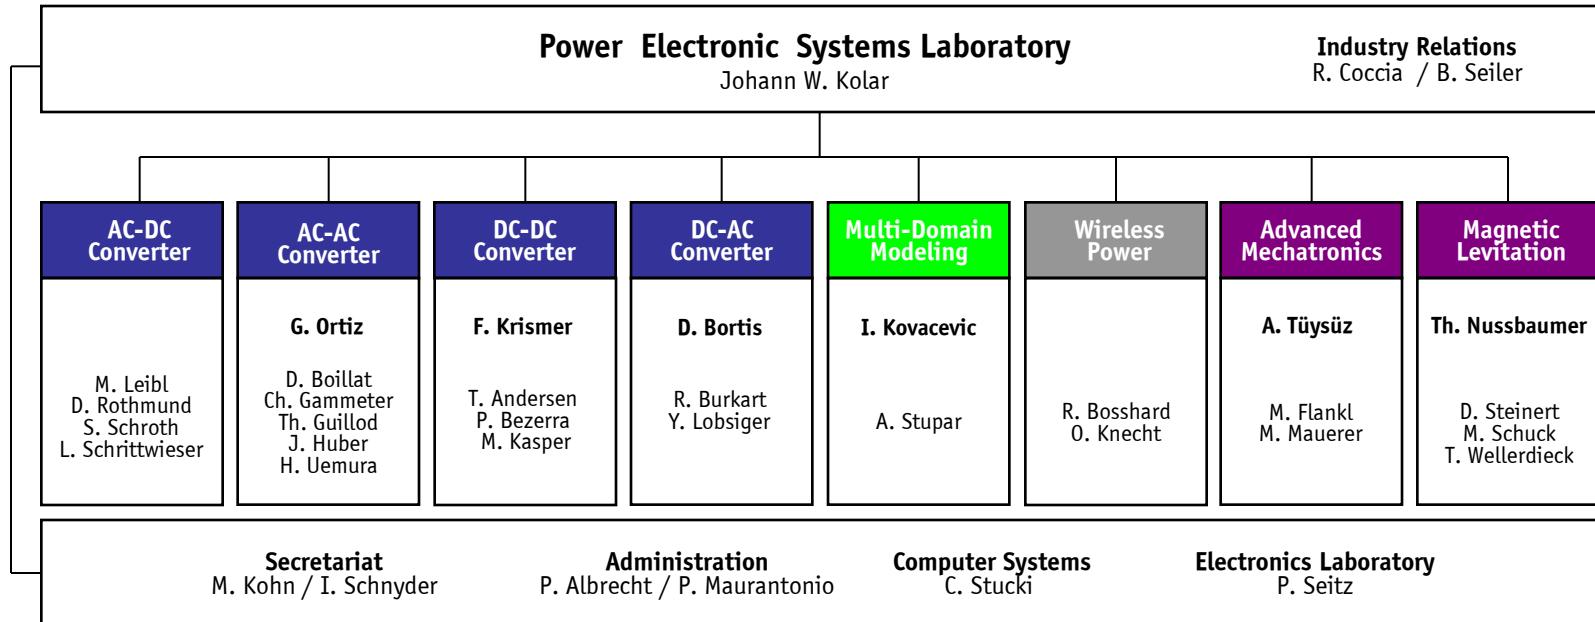 Power Electronic Systems Laboratory
Johann W. Kolar
Industry Relations
R. Coccia / B. Seiler
AC-DC
Converter
M. Leibl
D. Rothmund
S. Schroth
L. Schrittwieser
AC-AC
Converter
G. Ortiz
D. Boillat
Ch. Gammeter
Th. Guillod
J. Huber
H. Uemura
DC-DC
Converter
F. Krismer
T. Andersen
P. Bezerra
M. Kasper
DC-AC
Converter
D. Bortis
R. Burkart
Y. Lobsiger
Multi-Domain
Modeling
I. Kovacevic
A. Stupar
Wireless
Power
R. Bosshard
O. Knecht
Advanced
Mechatronics
A. Tüysüz
M. Flankl
M. Mauerer
Magnetic
Levitation
Th. Nussbaumer
D. Steinert
M. Schuck
T. Wellerdieck
Secretariat
M. Kohn / I. Schnyder
Administration
P. Albrecht / P. Maurantonio
Computer Systems
C. Stucki
Electronics Laboratory
P. Seitz